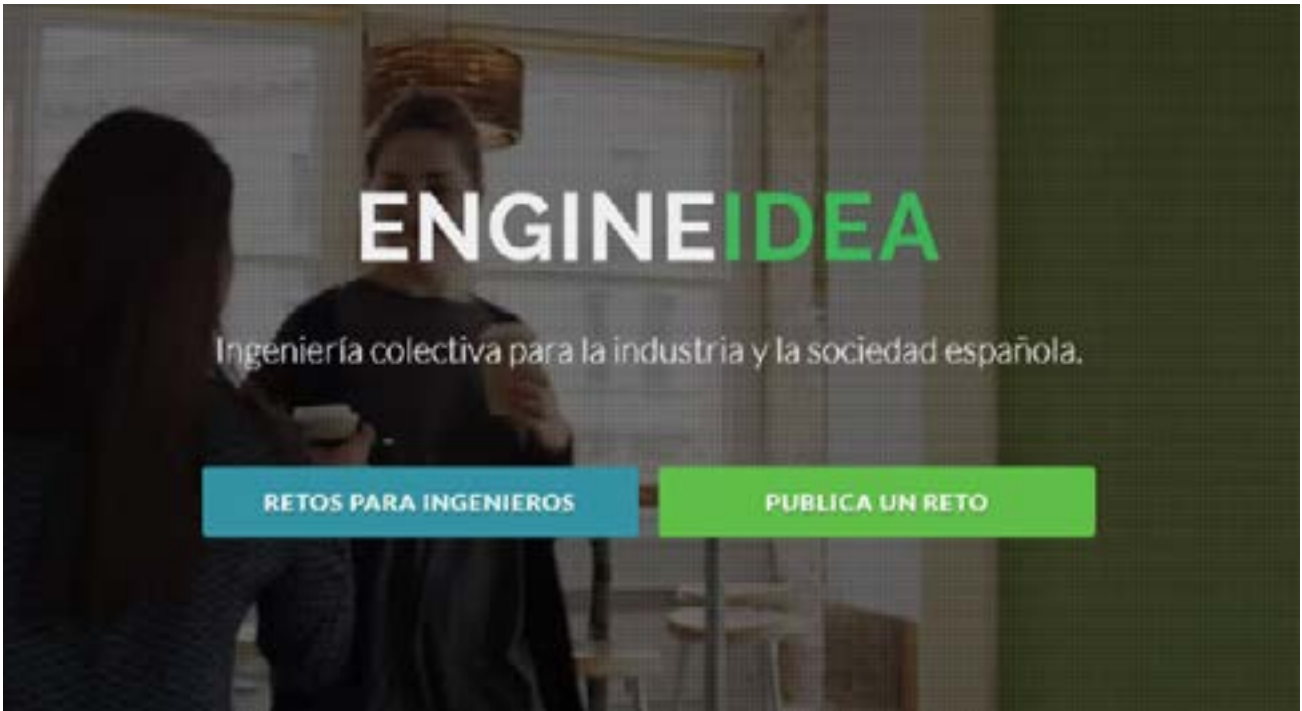 ENGINEIDEA
Ingeniería colectiva para la industria y la sociedad española.
RETOS PARA INGENIEROS
PUBLICA UN RETO